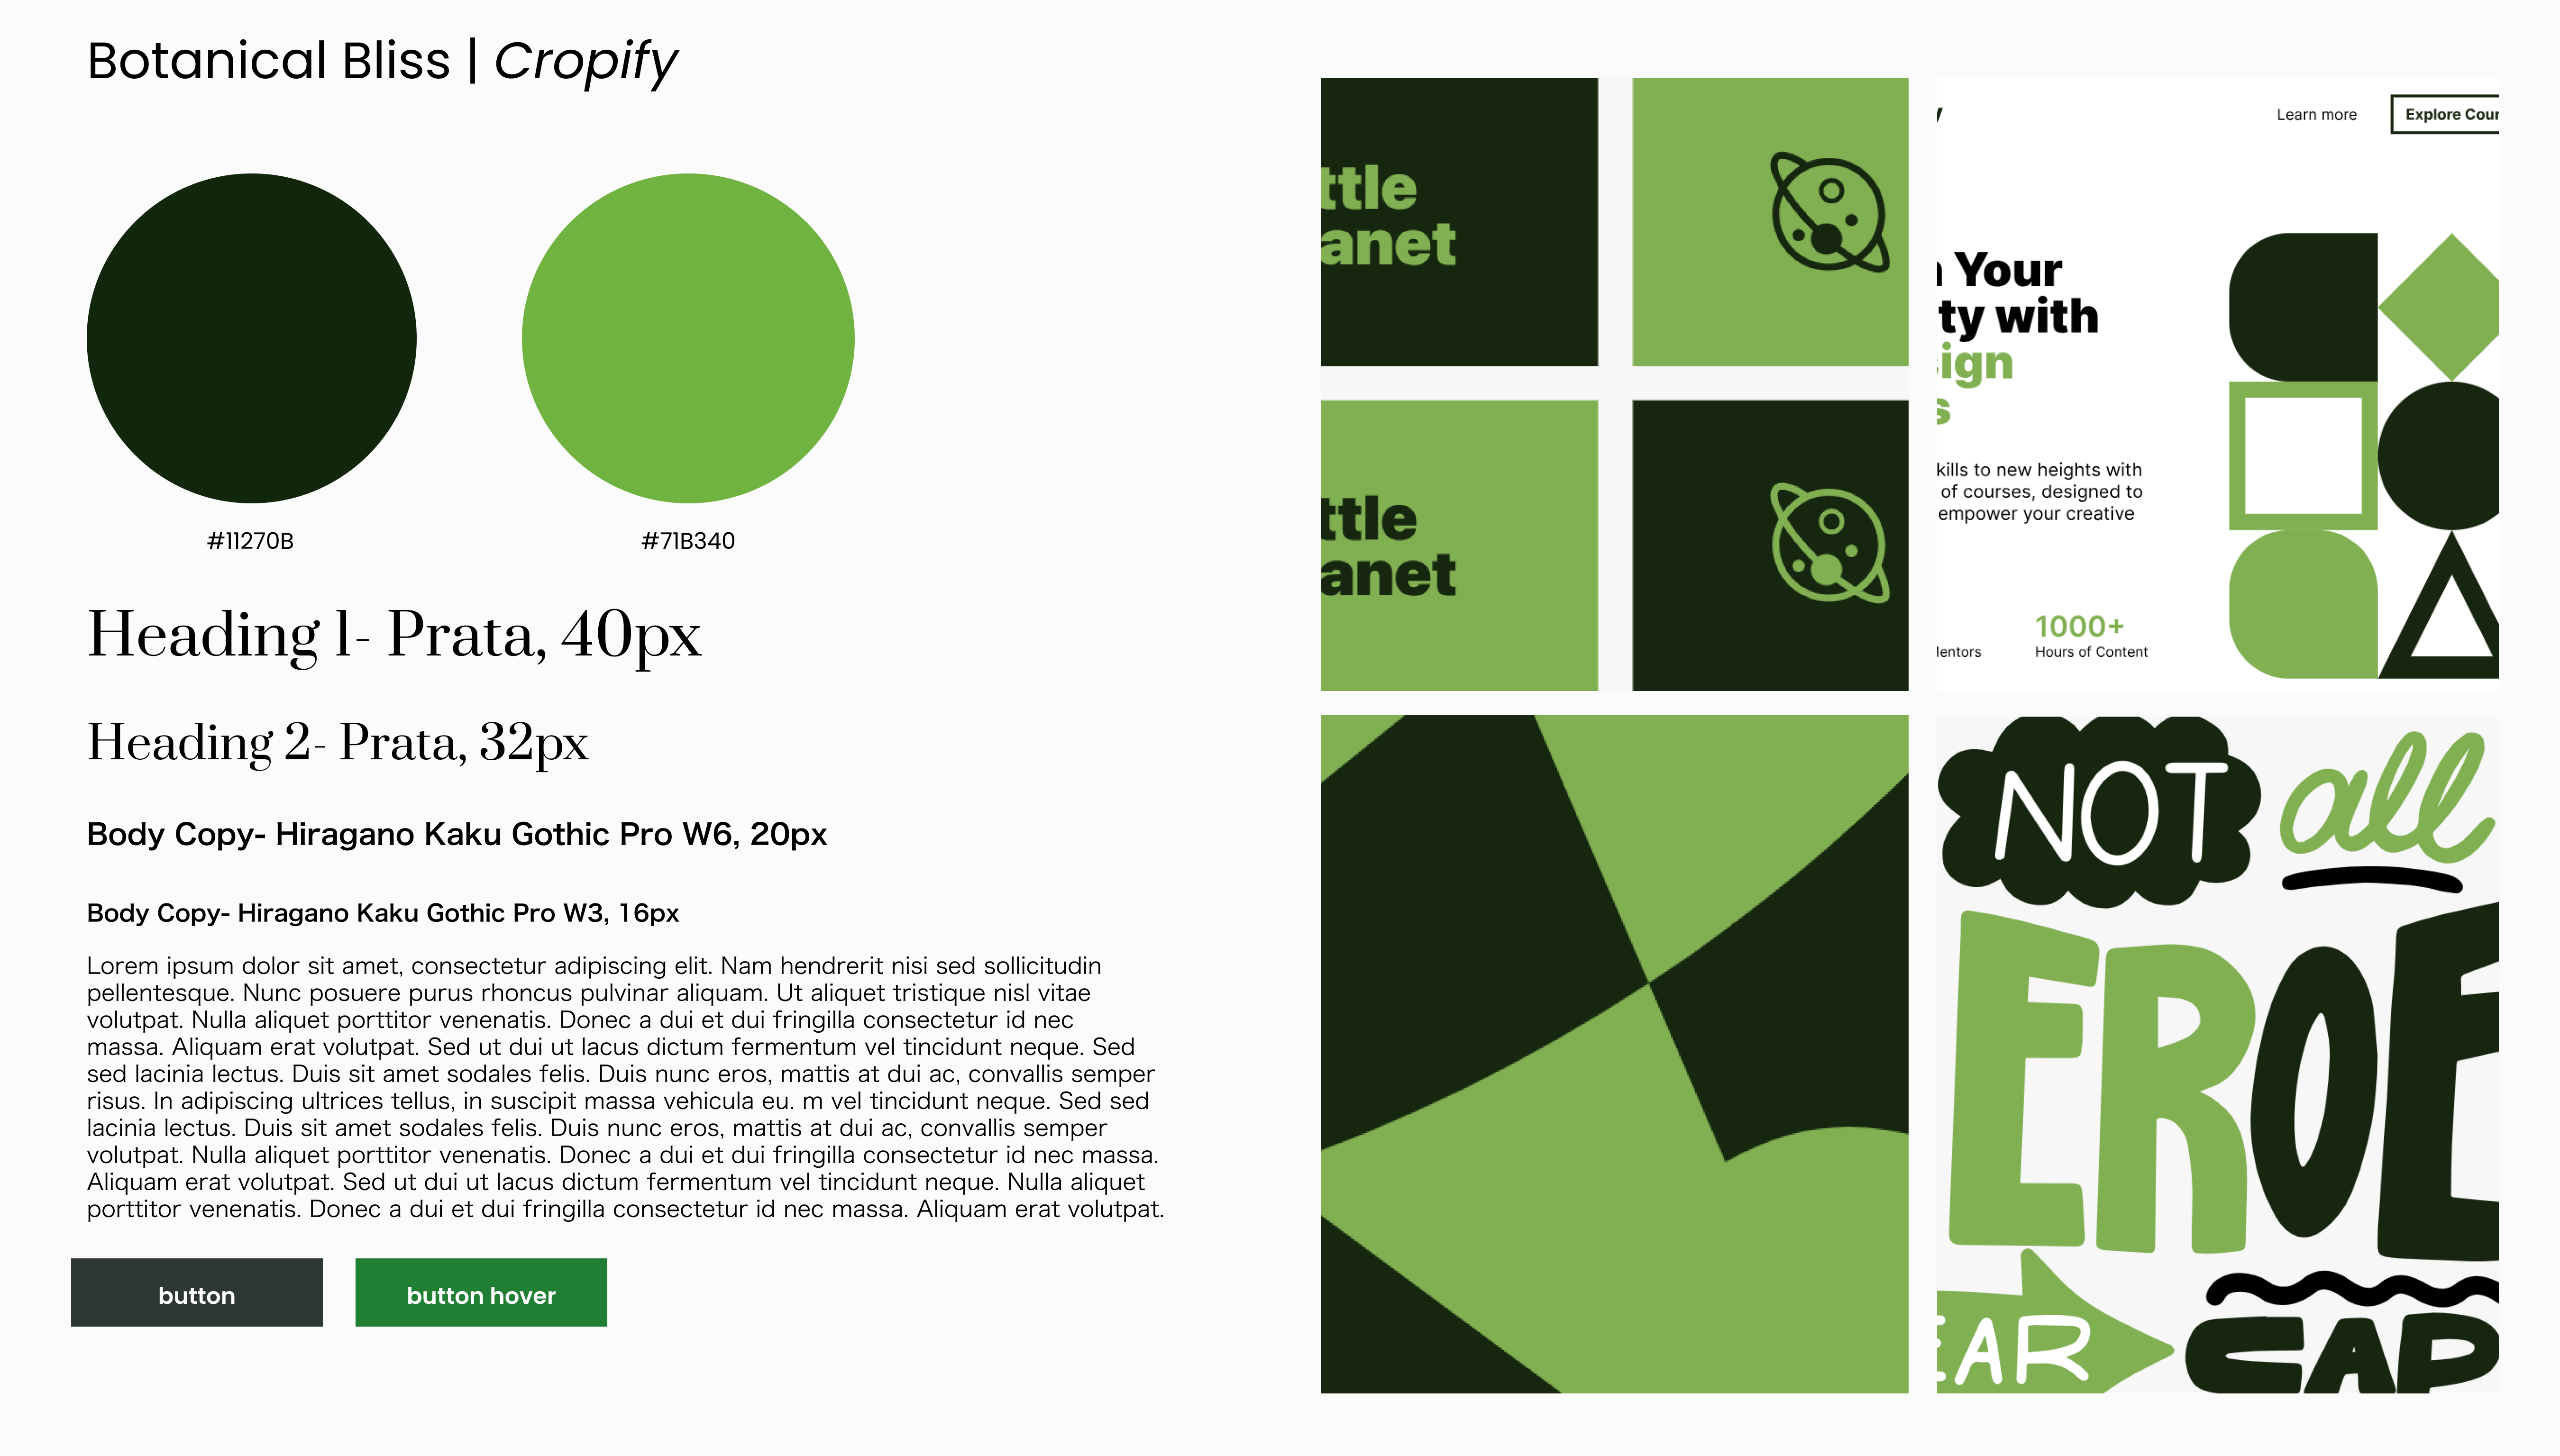 Botanical Bliss | Cropify
#11270B
#71B340
Heading 1- Prata, 40px
Heading 2- Prata, 32px
Body Copy- Hiragano Kaku Gothic Pro W6, 20px
Body Copy- Hiragano Kaku Gothic Pro W3, 16px
Lorem ipsum dolor sit amet, consectetur adipiscing elit. Nam hendrerit nisi sed sollicitudin
pellentesque. Nunc posuere purus rhoncus pulvinar aliquam. Ut aliquet tristique nisl vitae
volutpat. Nulla aliquet porttitor venenatis. Donec a dui et dui fringilla consectetur id nec
massa. Aliquam erat volutpat. Sed ut dui ut lacus dictum fermentum vel tincidunt neque. Sed
sed lacinia lectus. Duis sit amet sodales felis. Duis nunc eros, mattis at dui ac, convallis semper
risus. In adipiscing ultrices tellus, in suscipit massa vehicula eu. m vel tincidunt neque. Sed sed
lacinia lectus. Duis sit amet sodales felis. Duis nunc eros, mattis at dui ac, convallis semper
volutpat. Nulla aliquet porttitor venenatis. Donec a dui et dui fringilla consectetur id nec massa.
Aliquam erat volutpat. Sed ut dui ut lacus dictum fermentum vel tincidunt neque. Nulla aliquet
porttitor venenatis. Donec a dui et dui fringilla consectetur id nec massa. Aliquam erat volutpat.
button
button hover
ttle
anet
ttle
anet
Learn more
Explore Cour
Your
ty with
ign
s
kills to new heights with
of courses, designed to
empower your creative
1000+
Mentors
Hours of Content
NOT all
EROE
EAR
CAP